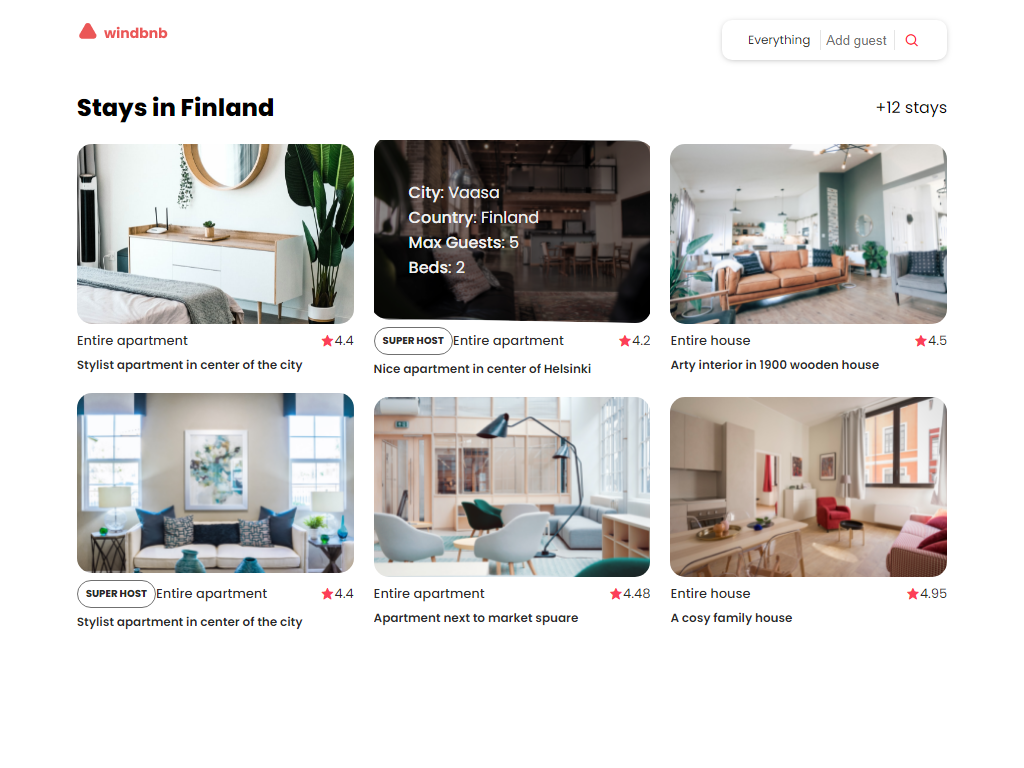 windbnb
Everything
Add guest
Stays in Finland
+12 stays
City: Vaasa
Country: Finland
Max Guests: 5
Beds: 2
Entire apartment
4.4
Stylist apartment in center of the city
SUPER HOST
Entire apartment
4.2
Nice apartment in center of Helsinki
Entire house
4.5
Arty interior in 1900 wooden house
SUPER HOST
Entire apartment
4.4
Stylist apartment in center of the city
Entire apartment
4.48
Apartment next to market spuare
Entire house
4.95
A cosy family house